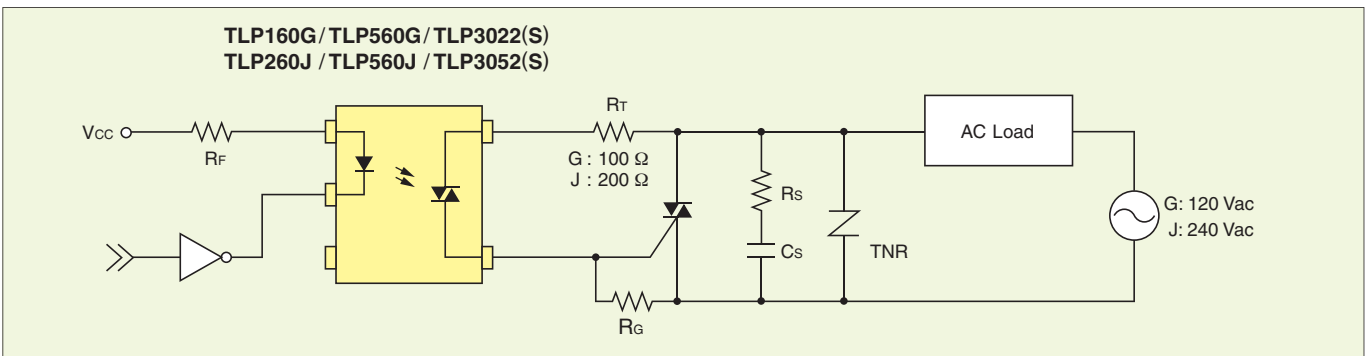 TLP160G/TLP560G/TLP3022(S)
TLP260J /TLP560J /TLP3052(S)
VCC
RF
RT
G : 100 Ω
J : 200 Ω
RS
CS
TNR
RG
AC Load
G: 120 Vac
J: 240 Vac